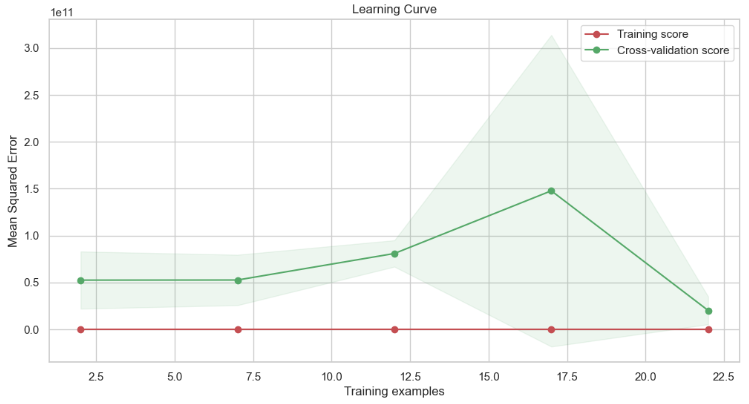 Learning Curve
1e11
Training score
Cross-validation score
3.0
2.5
2.0
1.5
1.0
0.5
0.0
Mean Squared Error
2.5 5.0 7.5 10.0 12.5 15.0 17.5 20.0 22.5
Training examples